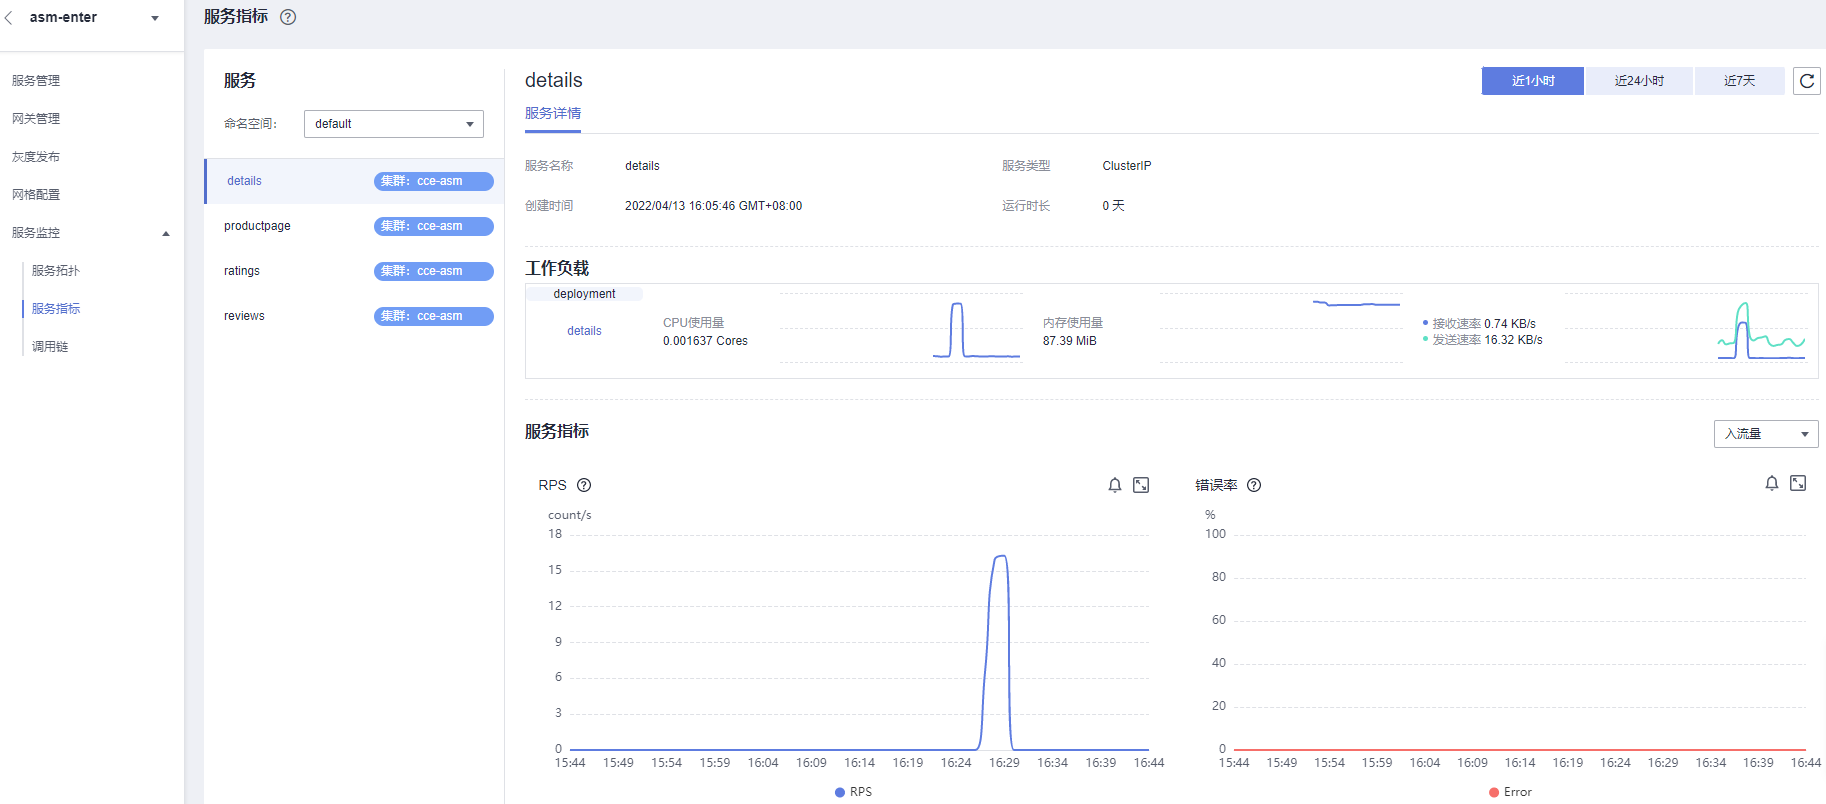 asm-enter
服务管理
网关管理
灰度发布
网格配置
服务监控
服务拓扑
服务指标
调用链
服务指标
服务
命名空间：
default
details
集群：cce-asm
productpage
集群：cce-asm
ratings
集群：cce-asm
reviews
集群：cce-asm
details
近1小时
近24小时
近7天
服务详情
服务名称
details
服务类型
ClusterIP
创建时间
2022/04/13 16:05:46 GMT+08:00
运行时长
0 天
工作负载
deployment
details
CPU使用量
0.001637 Cores
内存使用量
87.39 MiB
接收速率 0.74 KB/s
发送速率 16.32 KB/s
服务指标
入流量
RPS
count/s
18
15
12
9
6
3
0
15:44 15:49 15:54 15:59 16:04 16:09 16:14 16:19 16:24 16:29 16:34 16:39 16:44
RPS
错误率
%
100
80
60
40
20
0
15:44 15:49 15:54 15:59 16:04 16:09 16:14 16:19 16:24 16:29 16:34 16:39 16:44
Error